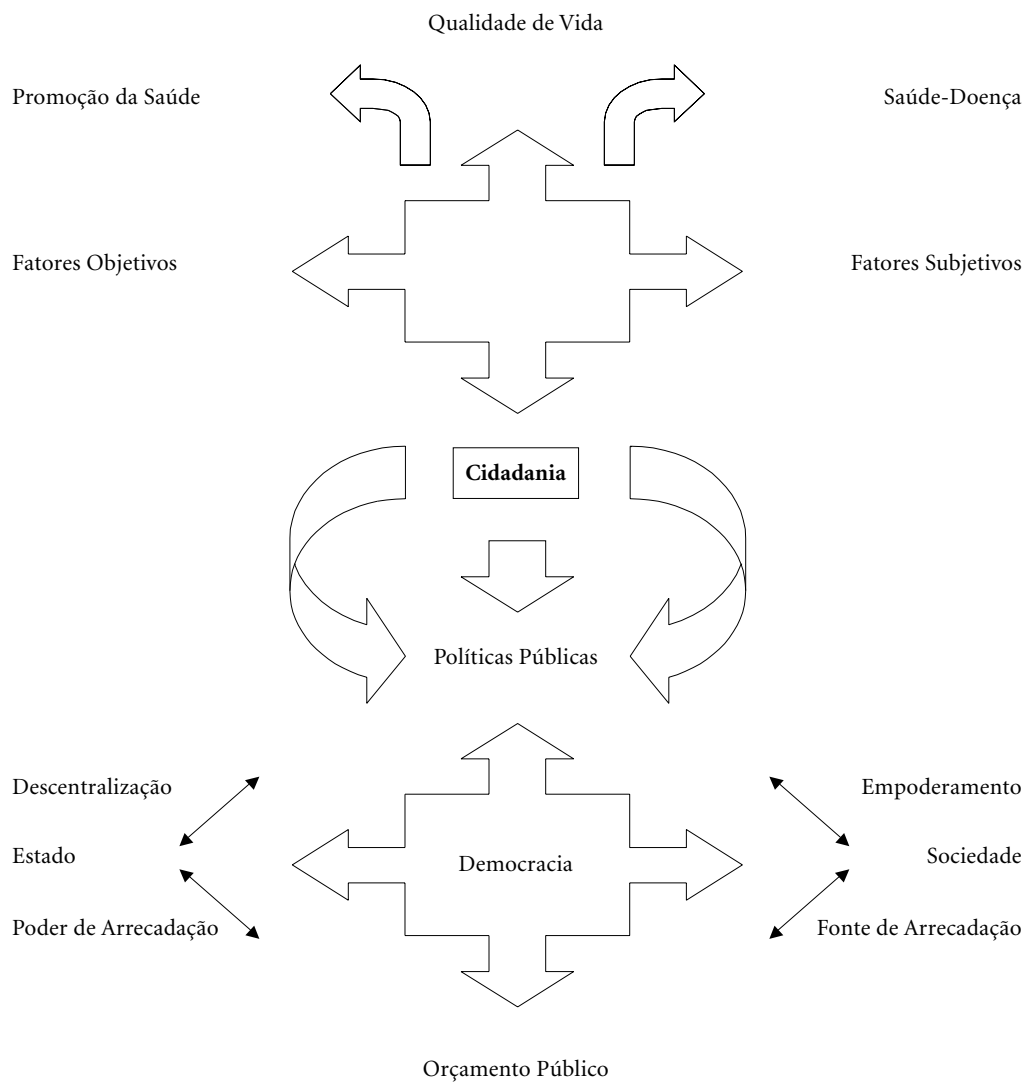 Qualidade de Vida
Promoção da Saúde
Saúde-Doença
Fatores Objetivos
Fatores Subjetivos
Cidadania
Políticas Públicas
Descentralização
Empoderamento
Estado
Democracia
Sociedade
Poder de Arrecadação
Fonte de Arrecadação
Orçamento Público